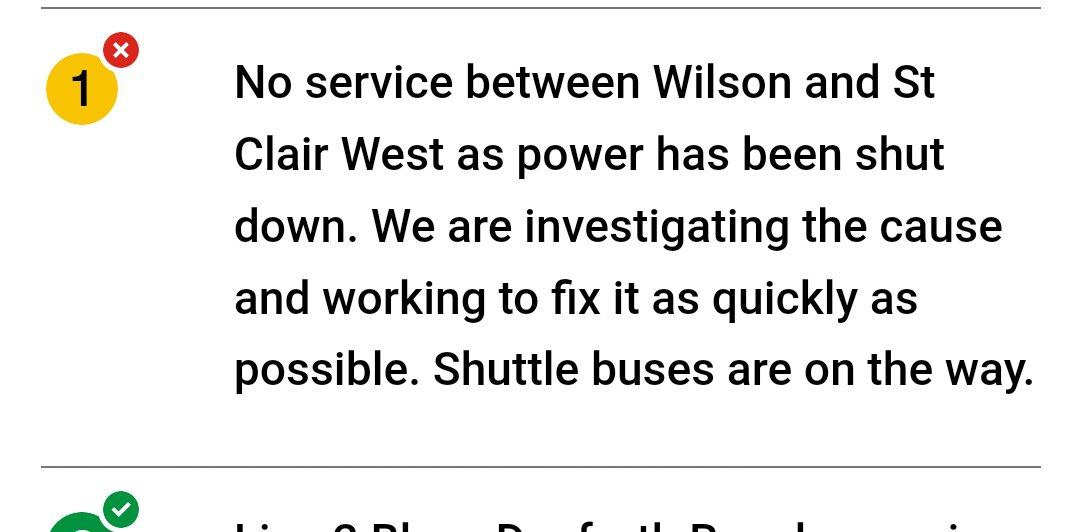 1
No service between Wilson and St
Clair West as power has been shut
down. We are investigating the cause
and working to fix it as quickly as
possible. Shuttle buses are on the way.